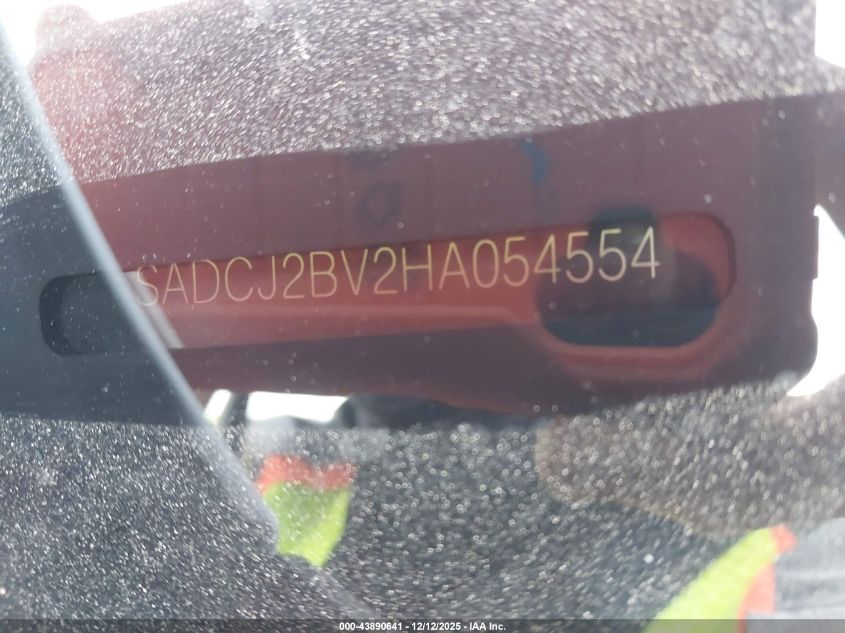 SADCJ2BV2HA054554
000-43890641 - 12/12/2025 - IAA Inc.